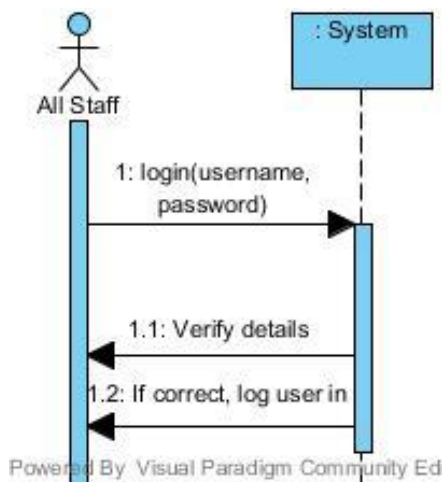 : System
All Staff
1: login(username,
password)
1.1: Verify details
1.2: If correct, log user in
Powered By Visual Paradigm Community Ed